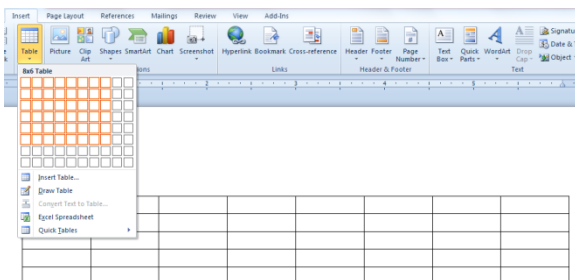 Insert Page Layout References Mailings Review View Add-Ins
Table Picture Clip Art Shapes SmartArt Chart Screenshot Hyperlink Bookmark Cross-reference Header Footer Page Number Text Box Quick Parts WordArt Drop Cap
Date &
Object
Links Header & Footer Text
8x6 Table
Insert Table...
Draw Table
Convert Text to Table...
Excel Spreadsheet
Quick Tables